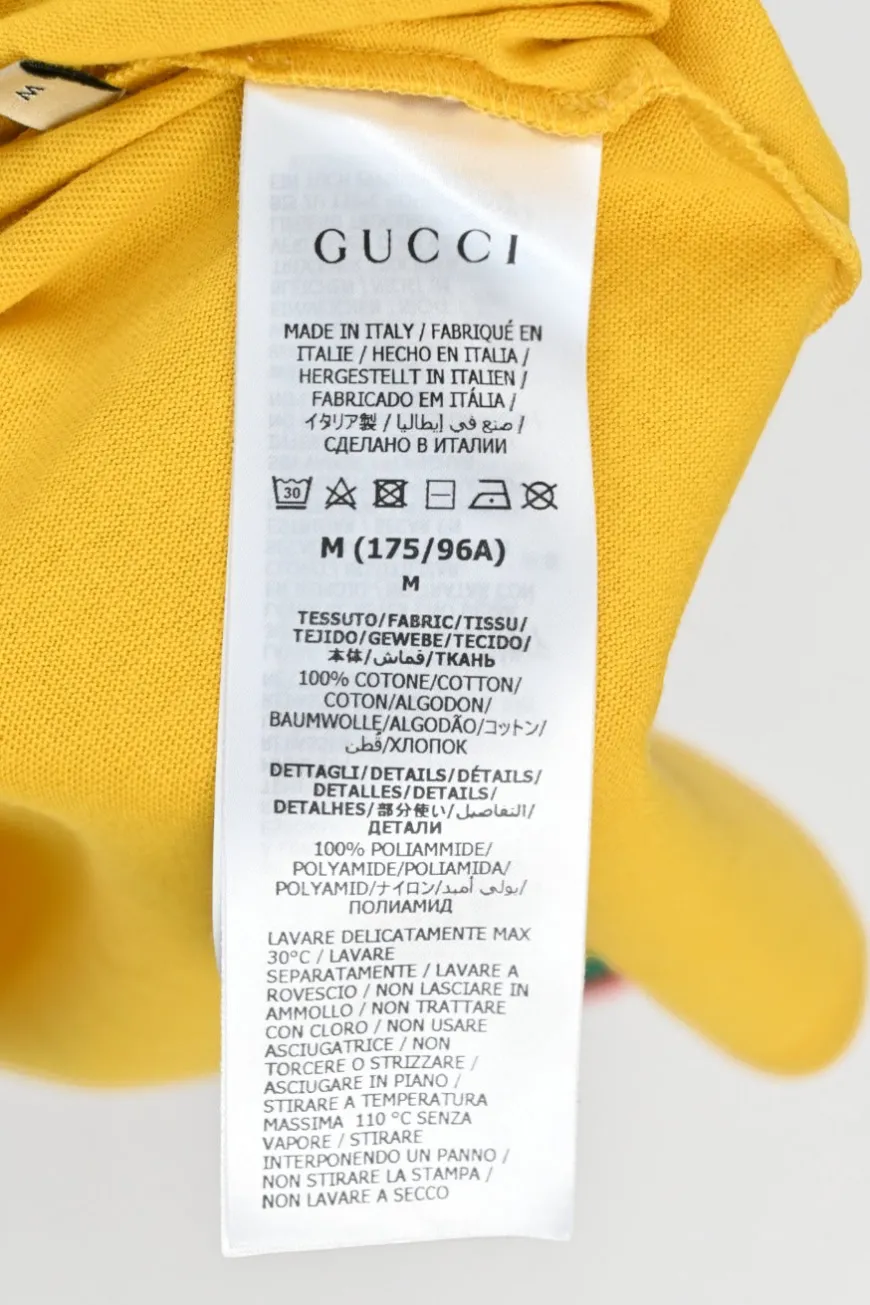 M
GUCCI
MADE IN ITALY / FABRIQUÉ EN
ITALIE / HECHO EN ITALIA /
HERGESTELLT IN ITALIEN /
FABRICADO EM ITÁLIA /
イタリア製 / صنع في إيطاليا /
СДЕЛАНО В ИТАЛИИ
30
M (175/96A)
M
TESSUTO/FABRIC/TISSU/
TEJIDO/GEWEBE/TECIDO/
本体/قماش/ТКАНЬ
100% COTONE/COTTON/
COTON/ALGODON/
BAUMWOLLE/ALGODÃO/コットン/
قطن/ХЛОПОК
DETTAGLI/DETAILS/DÉTAILS/
DETALLES/DETAILS/
DETALHES/部分使い/التفاصيل/
ДЕТАЛИ
100% POLIAMMIDE/
POLYAMIDE/POLIAMIDA/
POLYAMID/ナイロン/بولي أميد/
ПОЛИАМИД
LAVARE DELICATAMENTE MAX
30°C / LAVARE
SEPARATAMENTE / LAVARE A
ROVESCIO / NON LASCIARE IN
AMMOLLO / NON TRATTARE
CON CLORO / NON USARE
ASCIUGATRICE / NON
TORCERE O STRIZZARE /
ASCIUGARE IN PIANO /
STIRARE A TEMPERATURA
MASSIMA 110 °C SENZA
VAPORE / STIRARE
INTERPONENDO UN PANNO /
NON STIRARE LA STAMPA /
NON LAVARE A SECCO